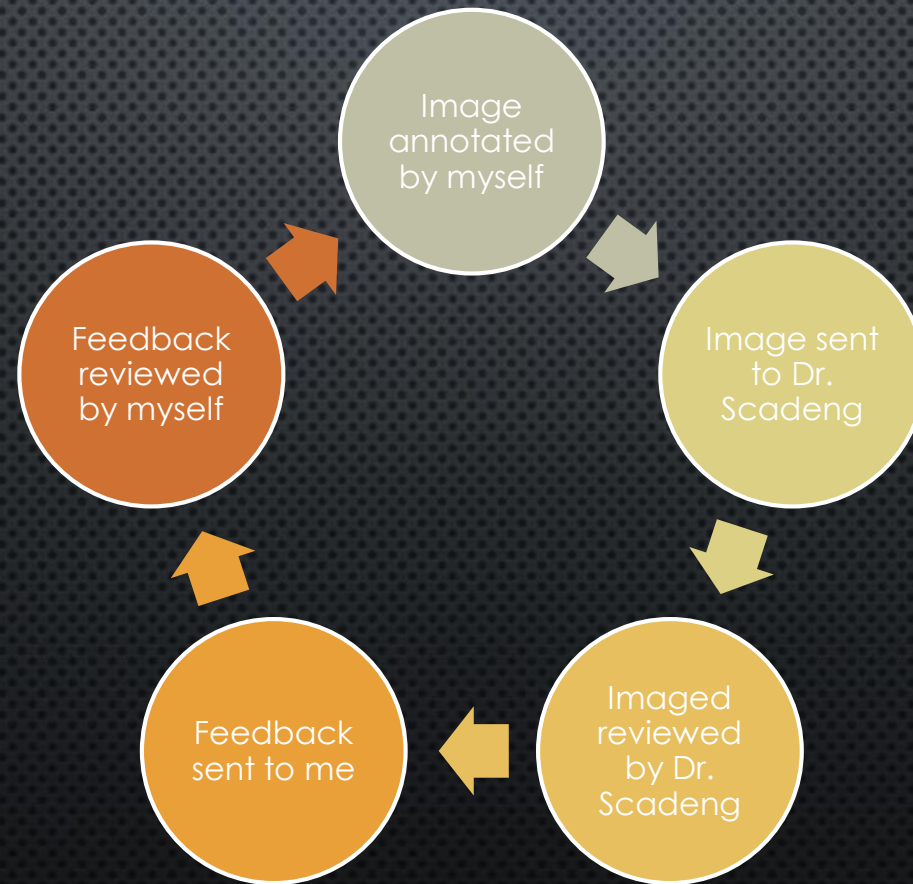 Image
annotated
by myself
Image sent
to Dr.
Scadeng
Imaged
reviewed
by Dr.
Scadeng
Feedback
sent to me
Feedback
reviewed
by myself